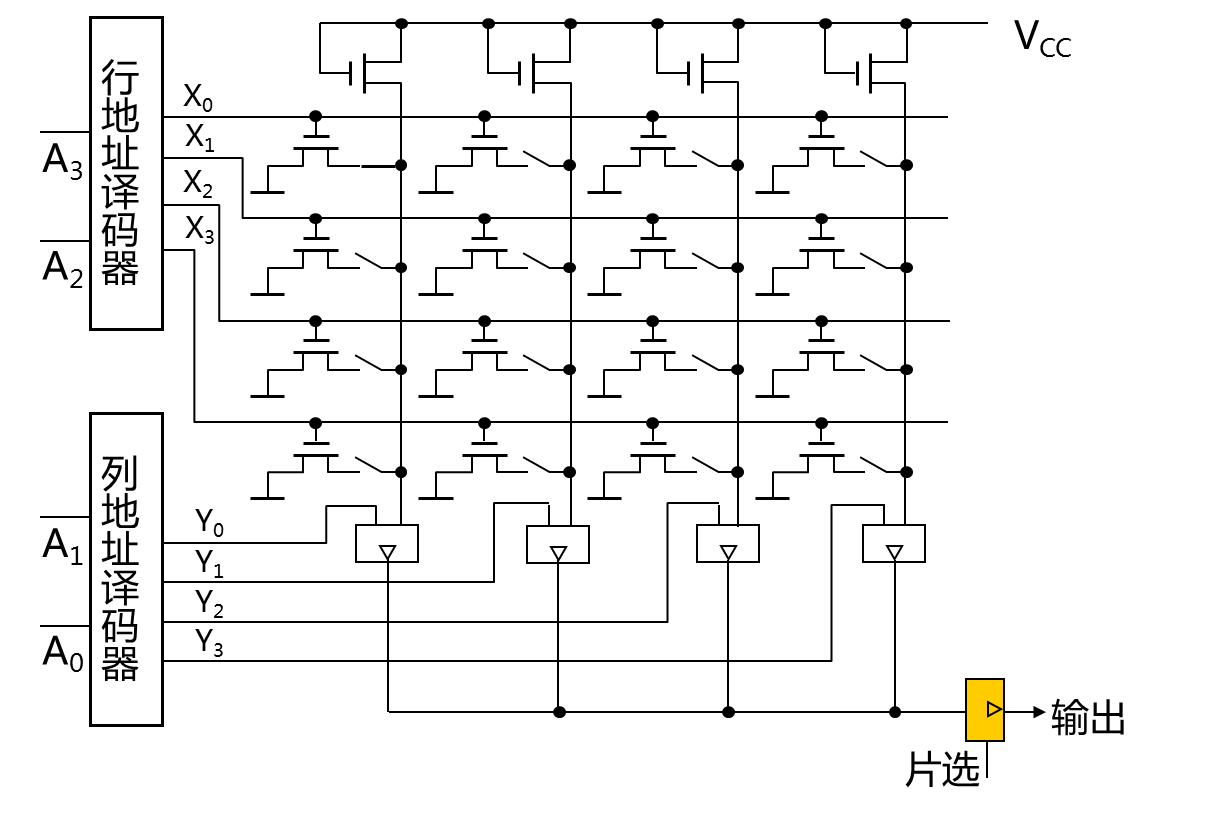 V_CC
行地址译码器
X₀
X₁
X₂
X₃
A₃
A₂
列地址译码器
A₁
A₀
Y₀
Y₁
Y₂
Y₃
输出
片选